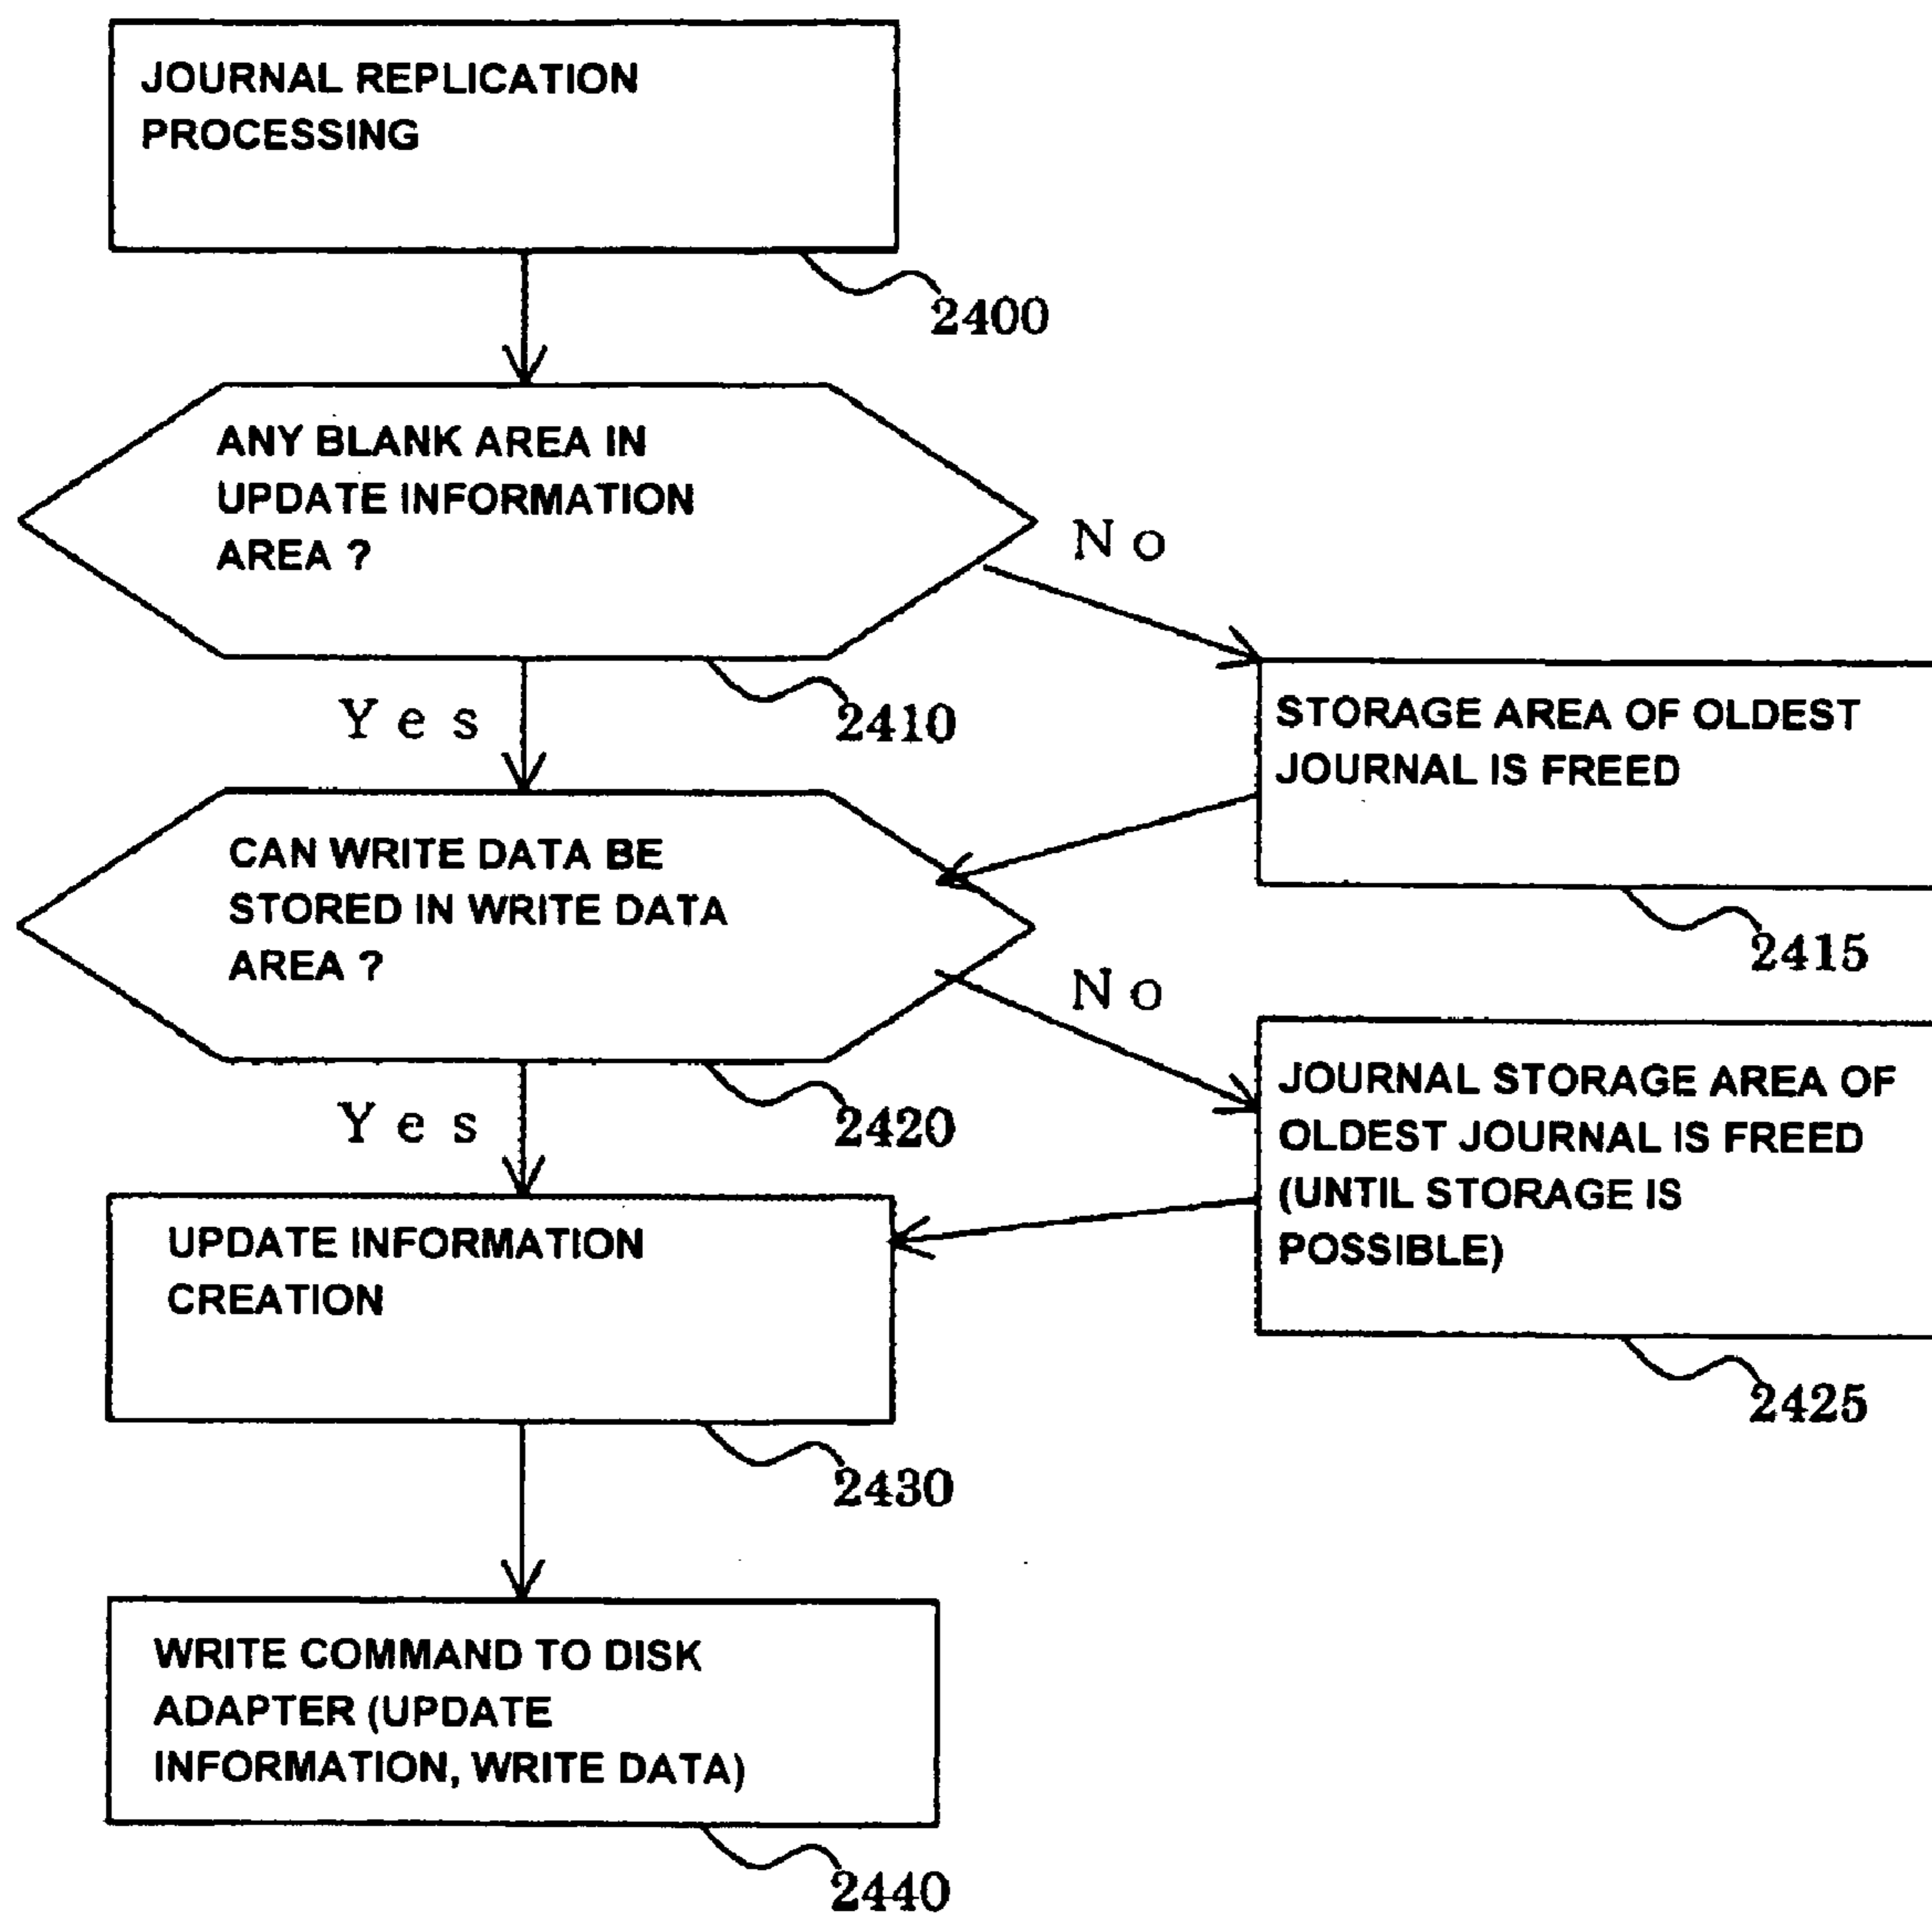 JOURNAL REPLICATION
PROCESSING
2400
ANY BLANK AREA IN
UPDATE INFORMATION
AREA ?
No
Yes
2410
STORAGE AREA OF OLDEST
JOURNAL IS FREED
2415
CAN WRITE DATA BE
STORED IN WRITE DATA
AREA ?
No
Yes
2420
JOURNAL STORAGE AREA OF
OLDEST JOURNAL IS FREED
(UNTIL STORAGE IS
POSSIBLE)
2425
UPDATE INFORMATION
CREATION
2430
WRITE COMMAND TO DISK
ADAPTER (UPDATE
INFORMATION, WRITE DATA)
2440